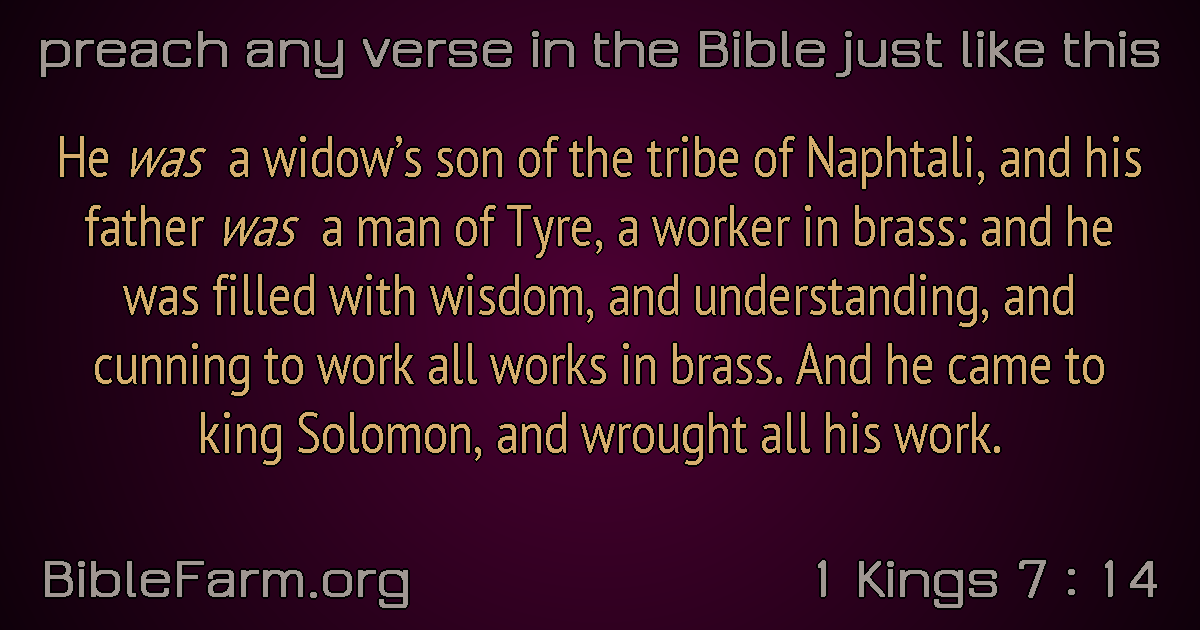 preach any verse in the Bible just like this
He was a widow’s son of the tribe of Naphtali, and his
father was a man of Tyre, a worker in brass: and he
was filled with wisdom, and understanding, and
cunning to work all works in brass. And he came to
king Solomon, and wrought all his work.
BibleFarm.org
1 Kings 7 : 14